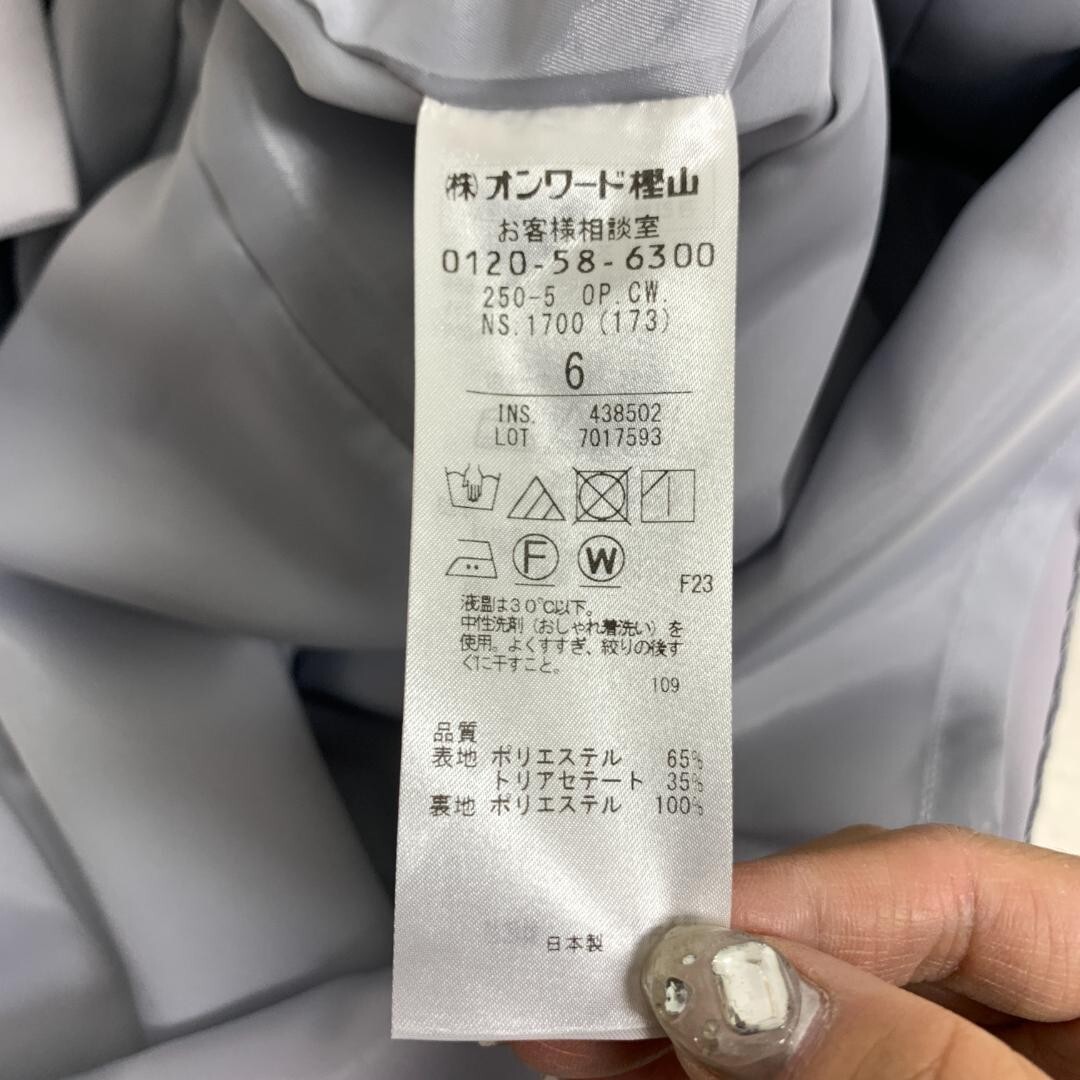 (株)オンワード樫山
お客様相談室
0120-58-6300
250-5 OP.CW.
NS.1700 (173)
6
INS. 438502
LOT 7017593
F W
F23
液温は30℃以下。
中性洗剤(おしゃれ着洗い)を
使用。よくすすぎ、絞りの後す
ぐに干すこと。
109
品質
表地 ポリエステル 65%
トリアセテート 35%
裏地 ポリエステル 100%
日本製